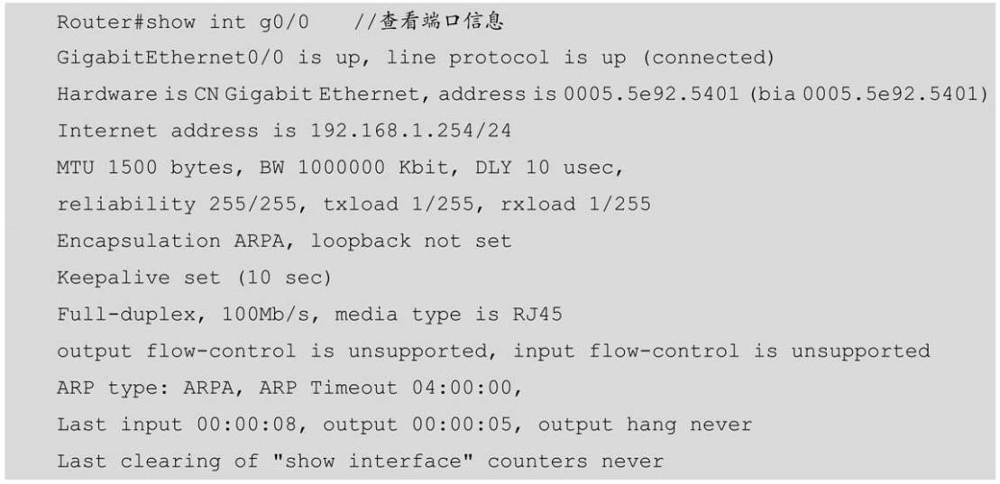 Router#show int g0/0 //查看端口信息
GigabitEthernet0/0 is up, line protocol is up (connected)
Hardware is CN Gigabit Ethernet, address is 0005.5e92.5401 (bia 0005.5e92.5401)
Internet address is 192.168.1.254/24
MTU 1500 bytes, BW 1000000 Kbit, DLY 10 usec,
reliability 255/255, txload 1/255, rxload 1/255
Encapsulation ARPA, loopback not set
Keepalive set (10 sec)
Full-duplex, 100Mb/s, media type is RJ45
output flow-control is unsupported, input flow-control is unsupported
ARP type: ARPA, ARP Timeout 04:00:00,
Last input 00:00:08, output 00:00:05, output hang never
Last clearing of "show interface" counters never